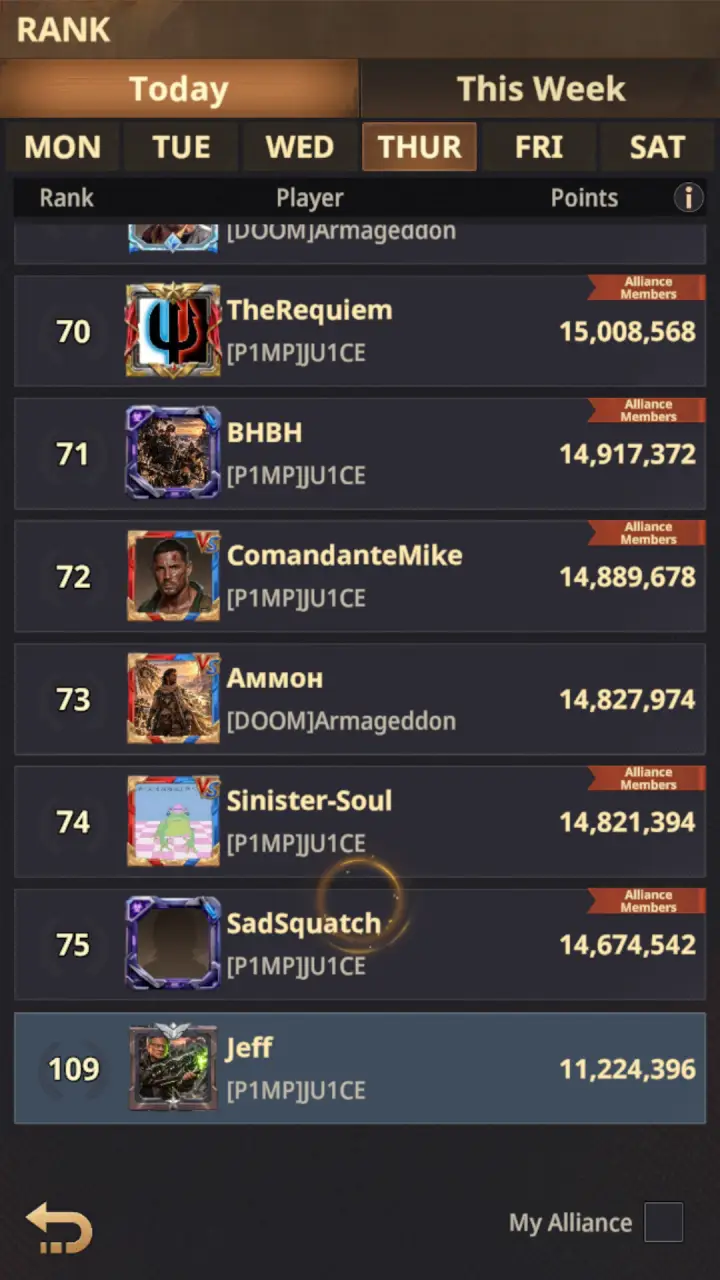 RANK
Today
This Week
MON
TUE
WED
THUR
FRI
SAT
Rank
Player
Points
[DOOM]Armageddon
70
TheRequiem
[P1MP]JU1CE
Alliance
Members
15,008,568
71
BHBH
[P1MP]JU1CE
Alliance
Members
14,917,372
72
VS
ComandanteMike
[P1MP]JU1CE
Alliance
Members
14,889,678
73
VS
Аммон
[DOOM]Armageddon
14,827,974
74
VS
Sinister-Soul
[P1MP]JU1CE
Alliance
Members
14,821,394
75
SadSquatch
[P1MP]JU1CE
Alliance
Members
14,674,542
109
Jeff
[P1MP]JU1CE
11,224,396
My Alliance